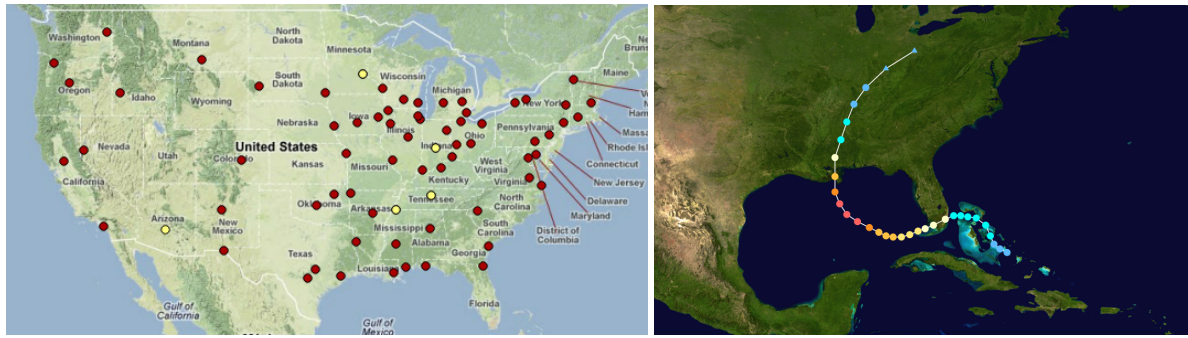 Washington
Montana
North
Dakota
Minnesota
Maine
Oregon
Idaho
Wyoming
South
Dakota
Wisconsin
Michigan
New York
Nebraska
Iowa
Illinois
Indiana
Ohio
Pennsylvania
Massa
Rhode Isl
Connecticut
New Jersey
Delaware
Maryland
District of
Columbia
Nevada
Utah
Colorado
United States
Kansas
Missouri
West
Virginia
Virginia
Kentucky
California
Arizona
New
Mexico
Oklahoma
Arkansas
Tennessee
North
Carolina
South
Carolina
Mississippi
Alabama
Georgia
Texas
Louisiana
Florida
Gulf of
California
Gulf of
Mexico